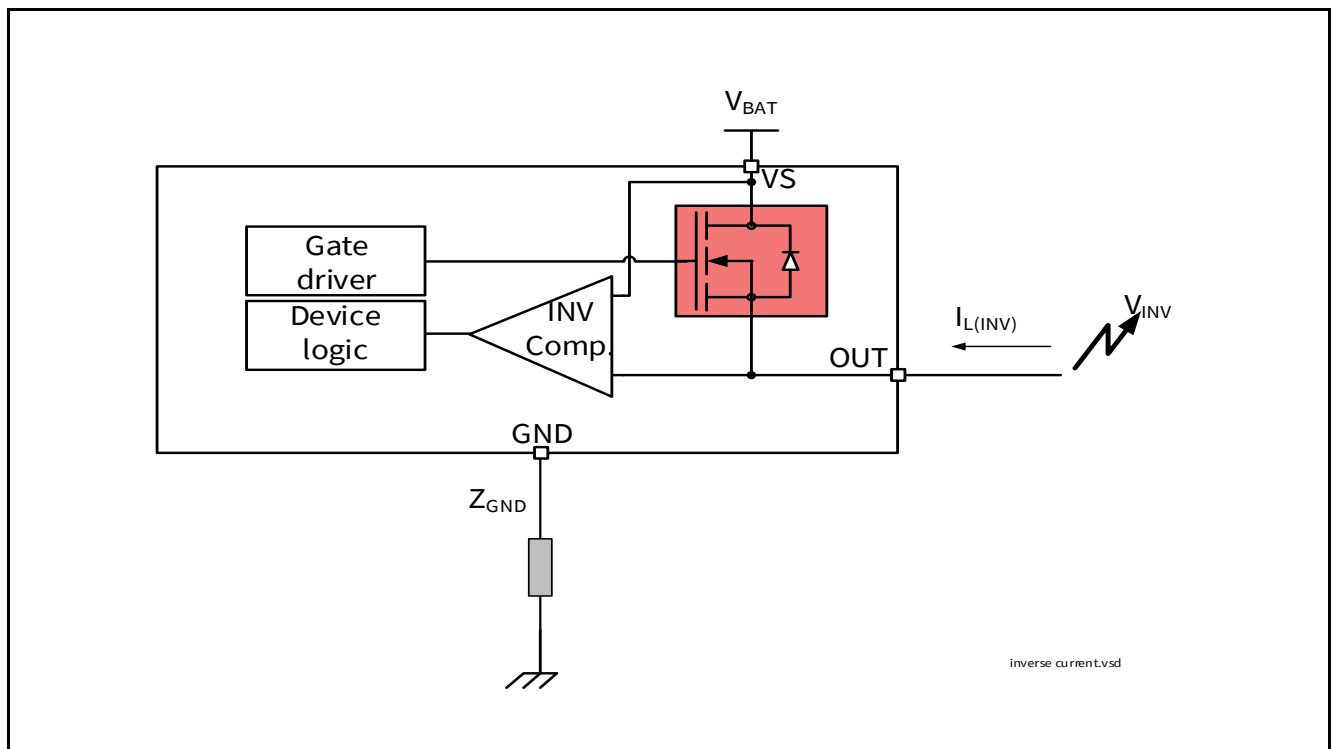 VBAT
VS
Gate
driver
Device
logic
INV
Comp.
IL(INV)
VINV
OUT
GND
ZGND
inverse current.vsd